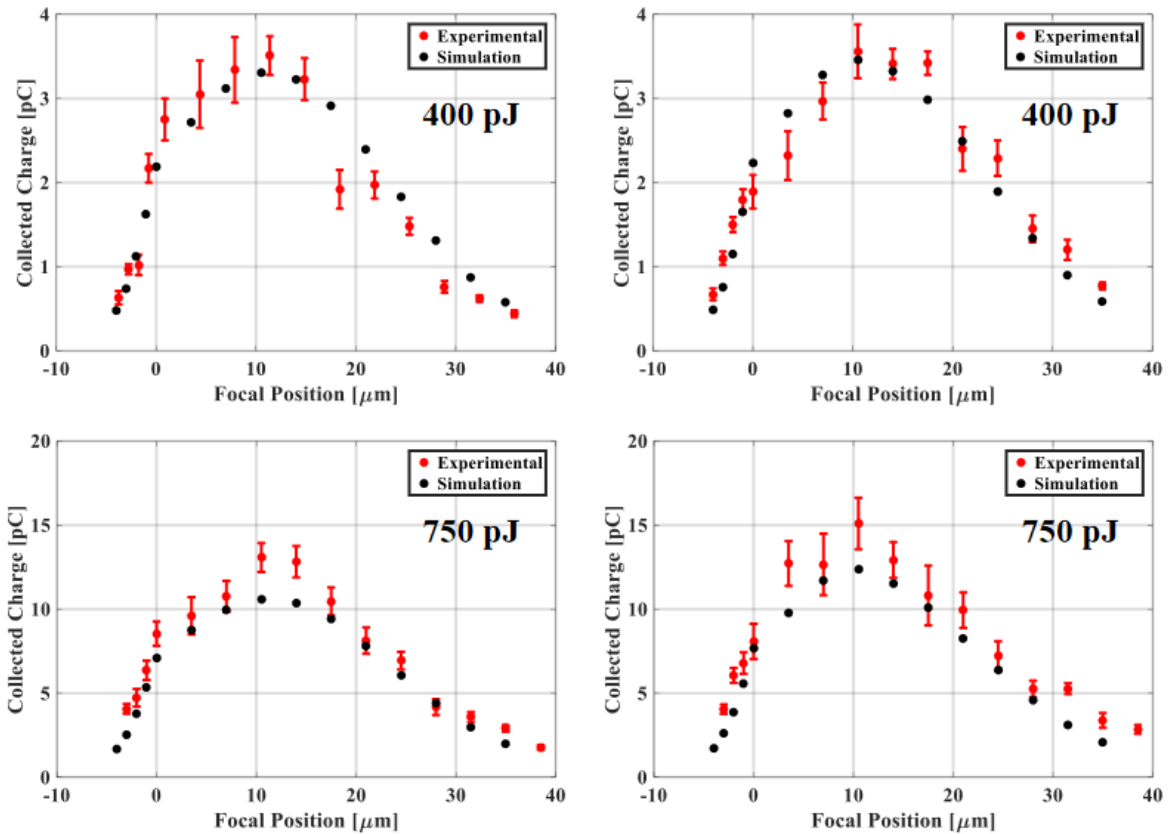 4
3
2
1
0
-10 0 10 20 30 40
Collected Charge [pC]
Focal Position [μm]
Experimental
Simulation
400 pJ
4
3
2
1
0
-10 0 10 20 30 40
Collected Charge [pC]
Focal Position [μm]
Experimental
Simulation
400 pJ
20
15
10
5
0
-10 0 10 20 30 40
Collected Charge [pC]
Focal Position [μm]
Experimental
Simulation
750 pJ
20
15
10
5
0
-10 0 10 20 30 40
Collected Charge [pC]
Focal Position [μm]
Experimental
Simulation
750 pJ